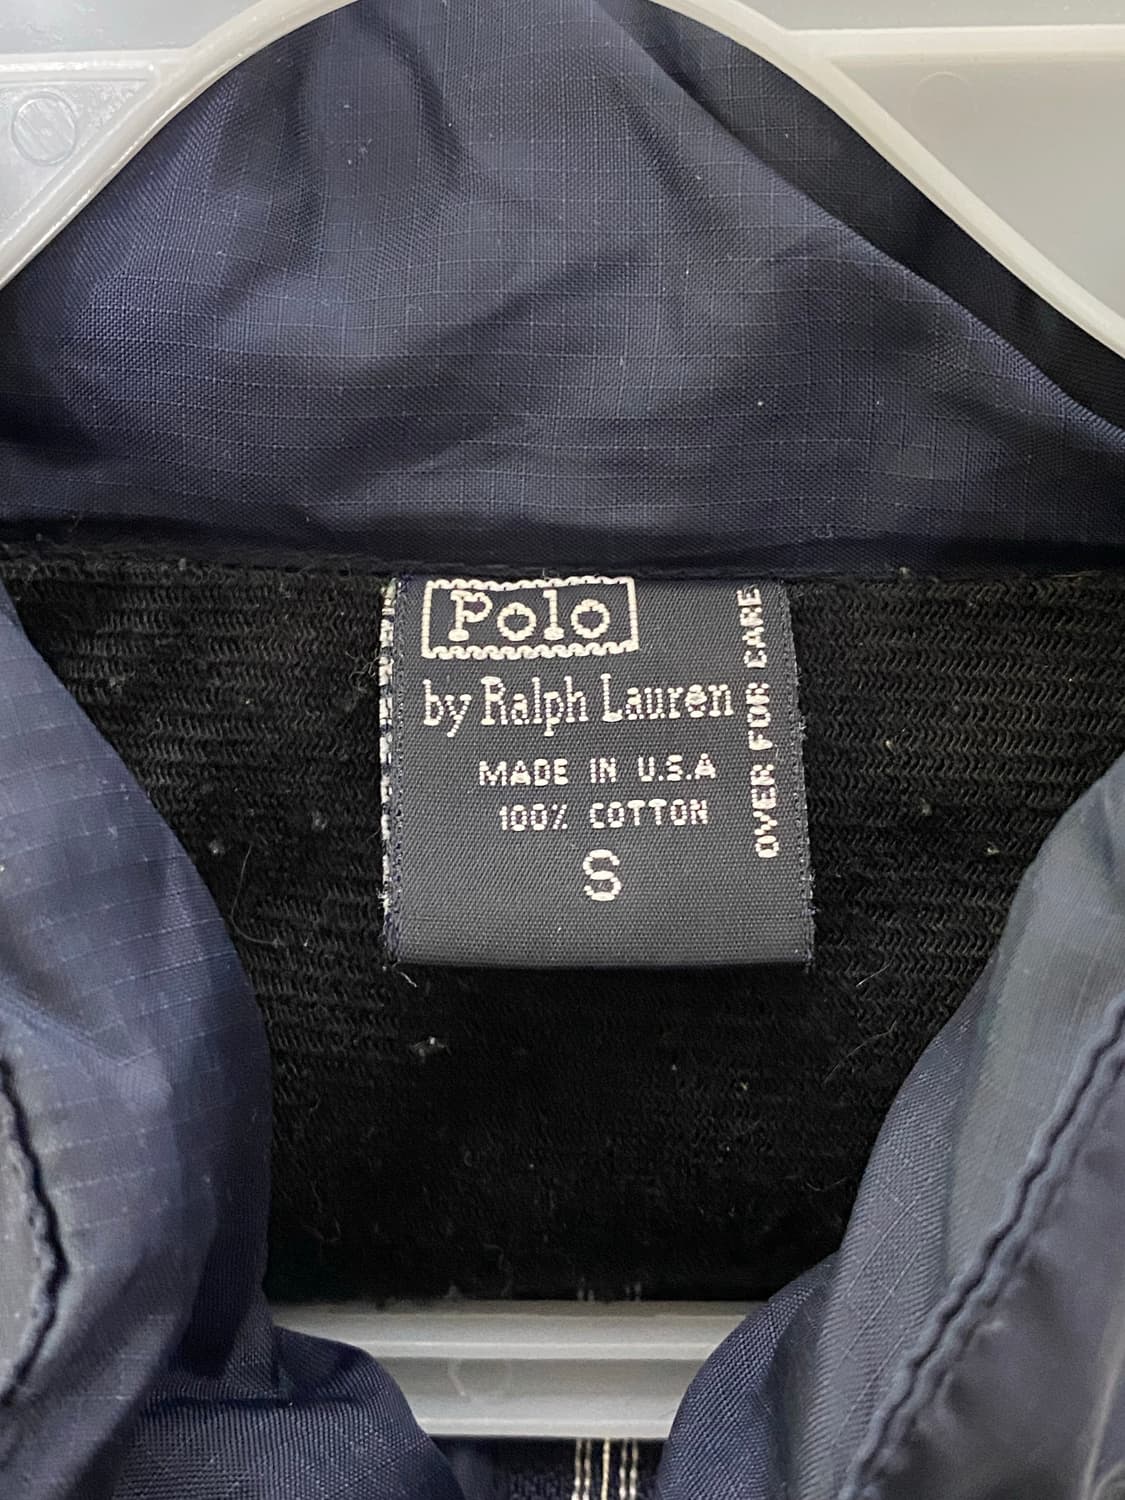 Polo
by Ralph Lauren
MADE IN U.S.A
100% COTTON
S
OVER FOR CARE